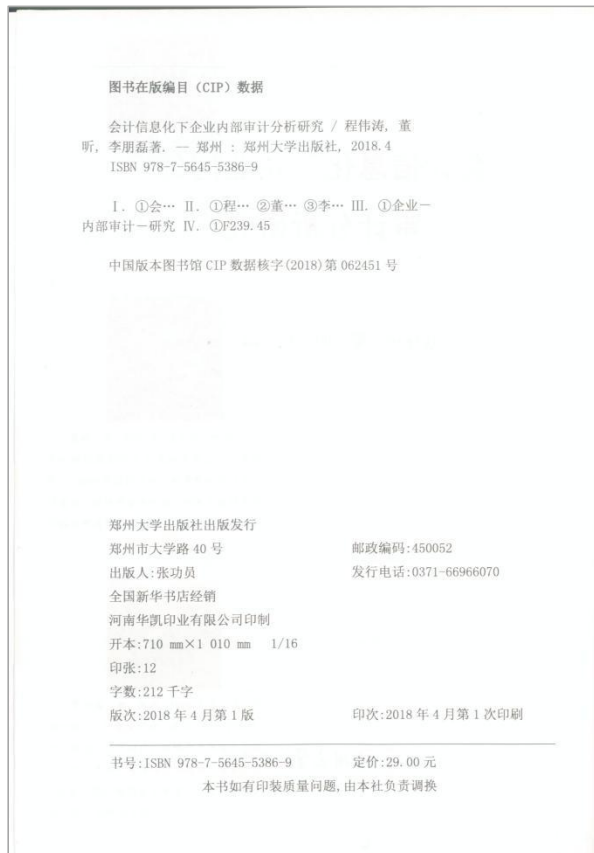 图书在版编目（CIP）数据
会计信息化下企业内部审计分析研究 / 程伟涛, 董
昕, 李朋磊著. — 郑州 : 郑州大学出版社, 2018.4
ISBN 978-7-5645-5386-9
Ⅰ. ①会… Ⅱ. ①程… ②董… ③李… Ⅲ. ①企业－
内部审计－研究 Ⅳ. ①F239.45
中国版本图书馆 CIP 数据核字(2018)第 062451 号
郑州大学出版社出版发行
郑州市大学路 40 号 邮政编码:450052
出版人:张功员 发行电话:0371-66966070
全国新华书店经销
河南华凯印业有限公司印制
开本:710 mm×1 010 mm 1/16
印张:12
字数:212 千字
版次:2018 年 4 月第 1 版 印次:2018 年 4 月第 1 次印刷
书号:ISBN 978-7-5645-5386-9 定价:29.00 元
本书如有印装质量问题,由本社负责调换